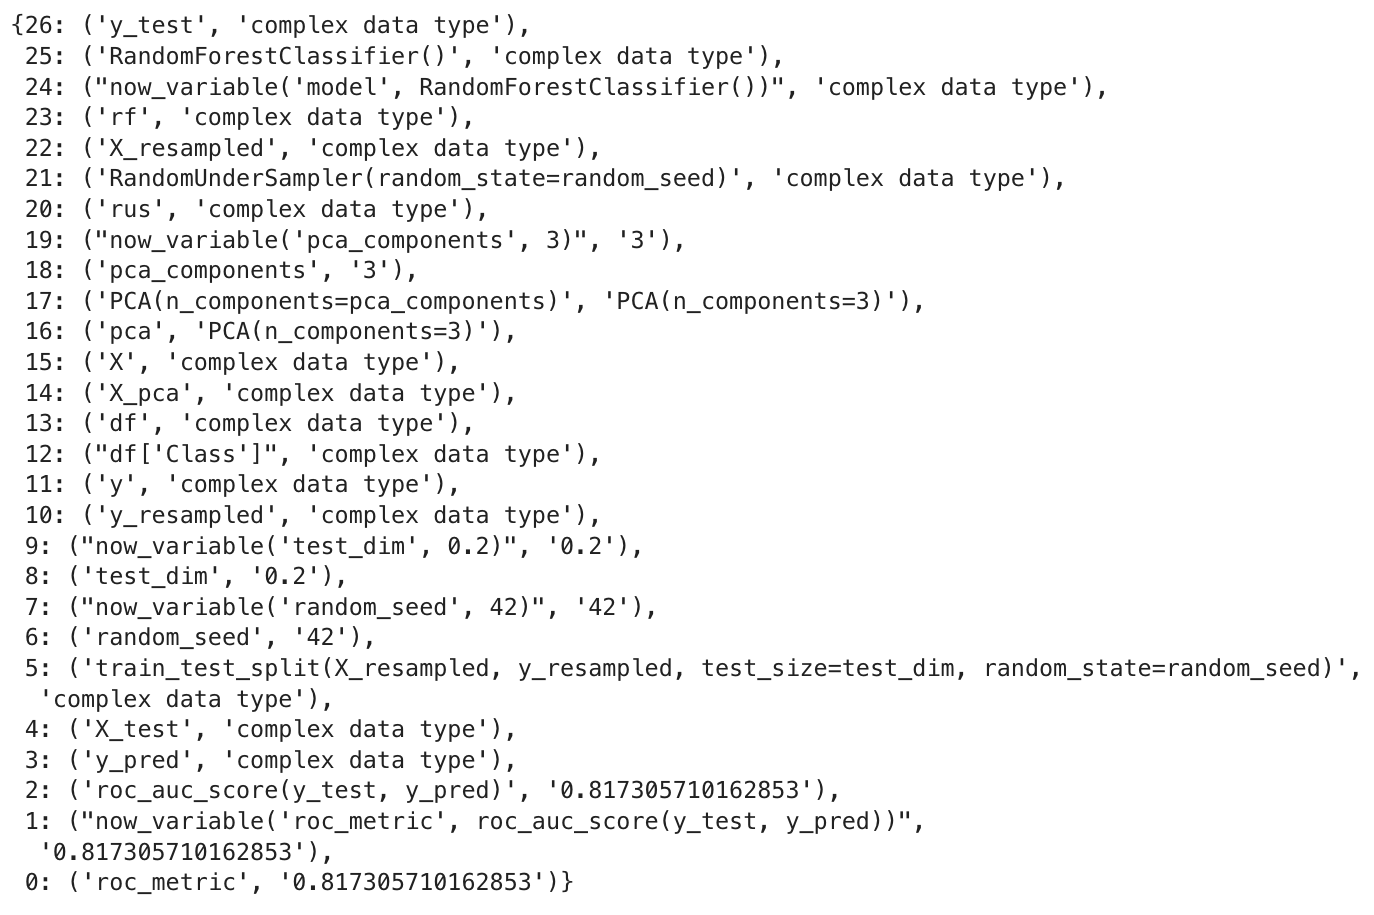 {26: ('y_test', 'complex data type'),
25: ('RandomForestClassifier()', 'complex data type'),
24: ("now_variable('model', RandomForestClassifier())", 'complex data type'),
23: ('rf', 'complex data type'),
22: ('X_resampled', 'complex data type'),
21: ('RandomUnderSampler(random_state=random_seed)', 'complex data type'),
20: ('rus', 'complex data type'),
19: ("now_variable('pca_components', 3)", '3'),
18: ('pca_components', '3'),
17: ('PCA(n_components=pca_components)', 'PCA(n_components=3)'),
16: ('pca', 'PCA(n_components=3)'),
15: ('X', 'complex data type'),
14: ('X_pca', 'complex data type'),
13: ('df', 'complex data type'),
12: ("df['Class']", 'complex data type'),
11: ('y', 'complex data type'),
10: ('y_resampled', 'complex data type'),
9: ("now_variable('test_dim', 0.2)", '0.2'),
8: ('test_dim', '0.2'),
7: ("now_variable('random_seed', 42)", '42'),
6: ('random_seed', '42'),
5: ('train_test_split(X_resampled, y_resampled, test_size=test_dim, random_state=random_seed)',
'complex data type'),
4: ('X_test', 'complex data type'),
3: ('y_pred', 'complex data type'),
2: ('roc_auc_score(y_test, y_pred)', '0.817305710162853'),
1: ("now_variable('roc_metric', roc_auc_score(y_test, y_pred))",
'0.817305710162853'),
0: ('roc_metric', '0.817305710162853')}